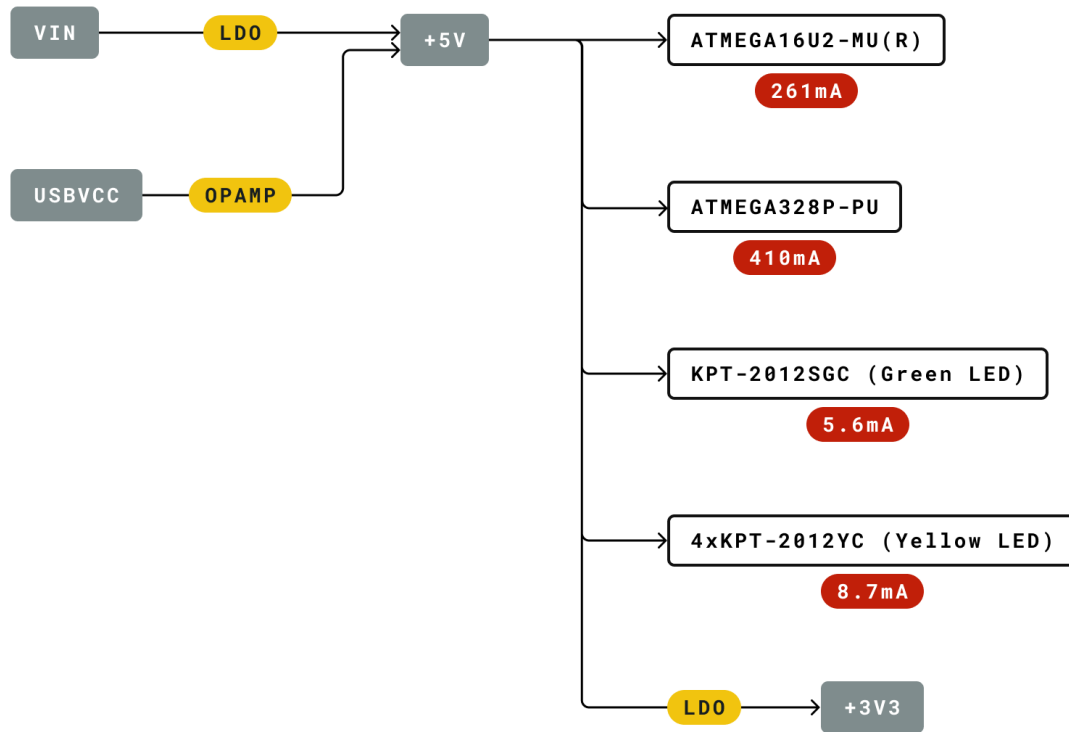 VIN
LDO
+5V
ATMEGA16U2-MU(R)
261mA
USBVCC
OPAMP
ATMEGA328P-PU
410mA
KPT-2012SGC (Green LED)
5.6mA
4xKPT-2012YC (Yellow LED)
8.7mA
LDO
+3V3